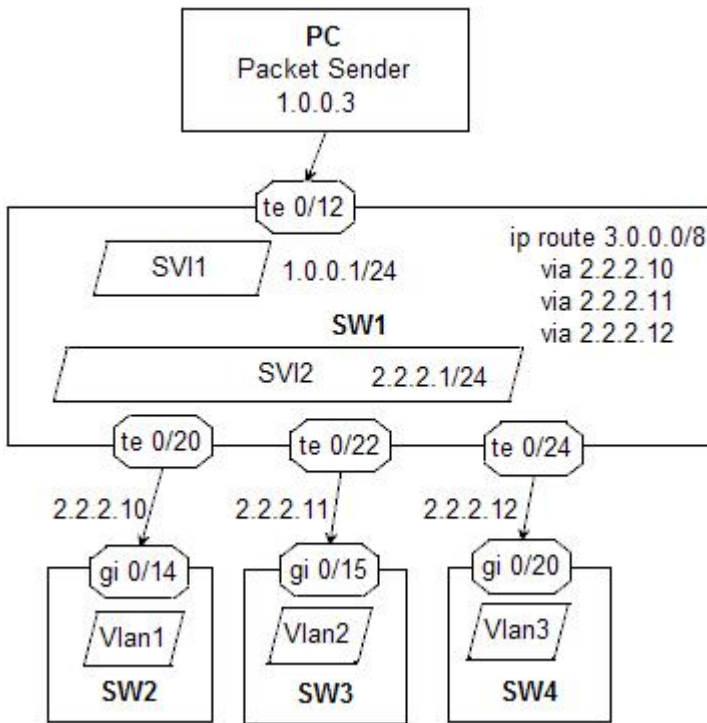 PC
Packet Sender
1.0.0.3
te 0/12
SVI1
1.0.0.1/24
ip route 3.0.0.0/8
via 2.2.2.10
via 2.2.2.11
via 2.2.2.12
SW1
SVI2
2.2.2.1/24
te 0/20
te 0/22
te 0/24
2.2.2.10
2.2.2.11
2.2.2.12
gi 0/14
gi 0/15
gi 0/20
Vlan1
Vlan2
Vlan3
SW2
SW3
SW4